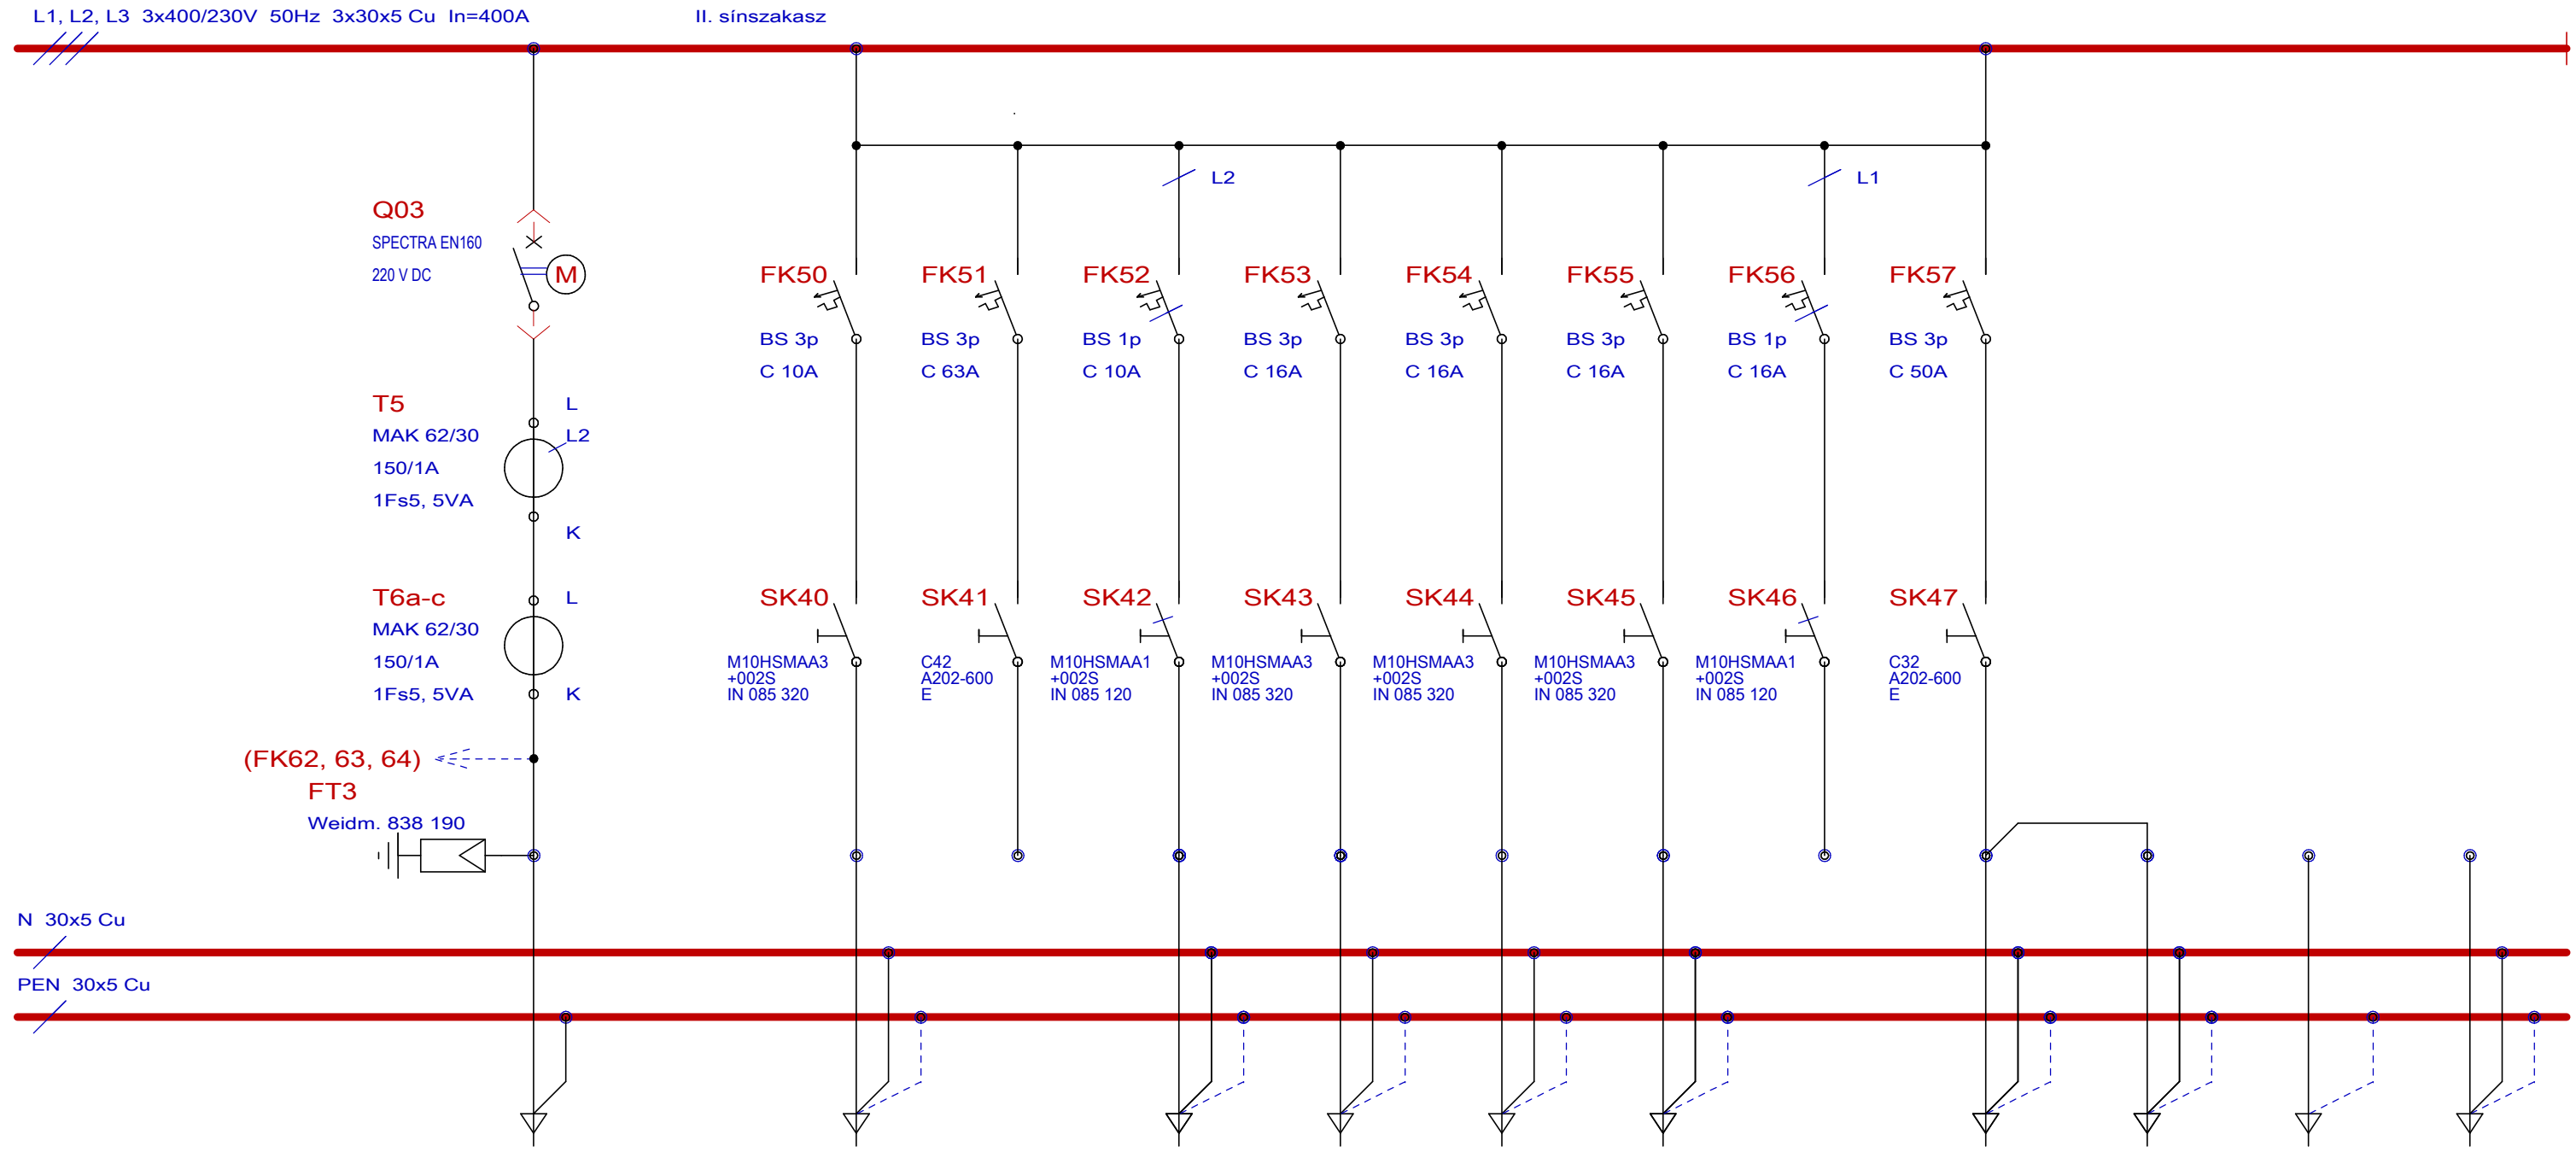 L1, L2, L3  3x400/230V  50Hz  3x30x5 Cu  In=400A
II. sínszakasz
L2
L1
Q03
SPECTRA EN160
220 V DC
M
FK50
BS 3p
C 10A
FK51
BS 3p
C 63A
FK52
BS 1p
C 10A
FK53
BS 3p
C 16A
FK54
BS 3p
C 16A
FK55
BS 3p
C 16A
FK56
BS 1p
C 16A
FK57
BS 3p
C 50A
T5
MAK 62/30
150/1A
1Fs5, 5VA
L
L2
K
T6a-c
MAK 62/30
150/1A
1Fs5, 5VA
L
K
SK40
M10HSMAA3
+002S
IN 085 320
SK41
C42
A202-600
E
SK42
M10HSMAA1
+002S
IN 085 120
SK43
M10HSMAA3
+002S
IN 085 320
SK44
M10HSMAA3
+002S
IN 085 320
SK45
M10HSMAA3
+002S
IN 085 320
SK46
M10HSMAA1
+002S
IN 085 120
SK47
C32
A202-600
E
(FK62, 63, 64)
FT3
Weidm. 838 190
N  30x5 Cu
PEN  30x5 Cu